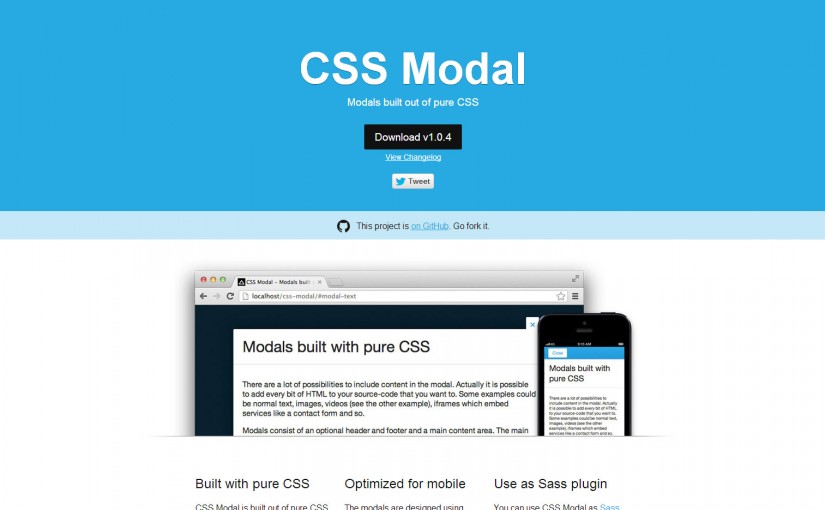 CSS Modal
Modals built out of pure CSS
Download v1.0.4
View Changelog
Tweet
This project is on GitHub. Go fork it.
CSS Modal – Modals built
localhost/css-modal/#modal-text
Modals built with pure CSS
There are a lot of possibilities to include content in the modal. Actually it is possible
to add every bit of HTML to your source-code that you want to. Some examples could
be normal text, images, videos (see the other example), iframes which embed
services like a contact form and so.
Modals consist of an optional header and footer and a main content area. The main
Close
Modals built with
pure CSS
There are a lot of possibilities to
include content in the modal. Actually
it is possible to add every bit of
HTML to your source-code that you
want to. Some examples could be
normal text, images, videos (see the
other example), iframes which embed
services like a contact form and so.
Built with pure CSS
CSS Modal is built out of pure CSS
Optimized for mobile
The modals are designed using
Use as Sass plugin
You can use CSS Modal as Sass